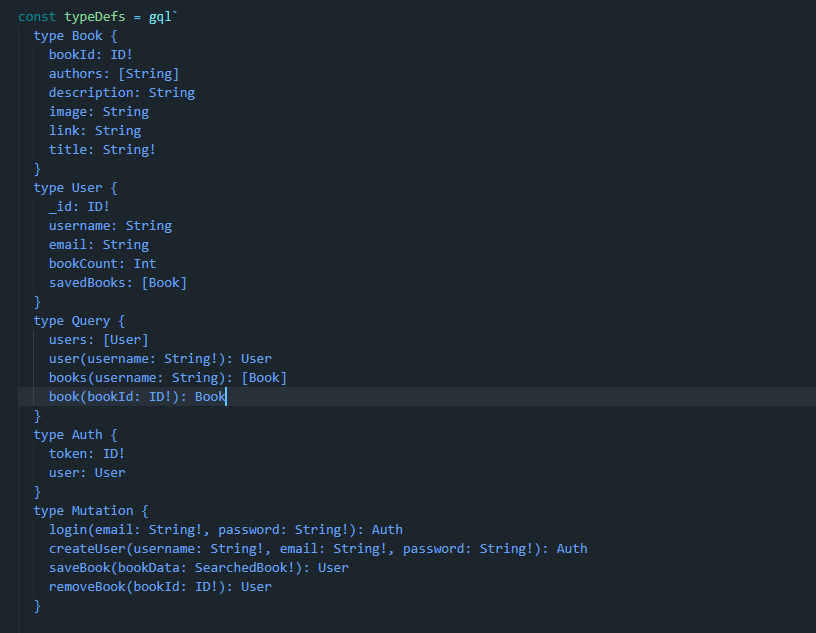 const typeDefs = gql`
  type Book {
    bookId: ID!
    authors: [String]
    description: String
    image: String
    link: String
    title: String!
  }
  type User {
    _id: ID!
    username: String
    email: String
    bookCount: Int
    savedBooks: [Book]
  }
  type Query {
    users: [User]
    user(username: String!): User
    books(username: String): [Book]
    book(bookId: ID!): Book
  }
  type Auth {
    token: ID!
    user: User
  }
  type Mutation {
    login(email: String!, password: String!): Auth
    createUser(username: String!, email: String!, password: String!): Auth
    saveBook(bookData: SearchedBook!): User
    removeBook(bookId: ID!): User
  }